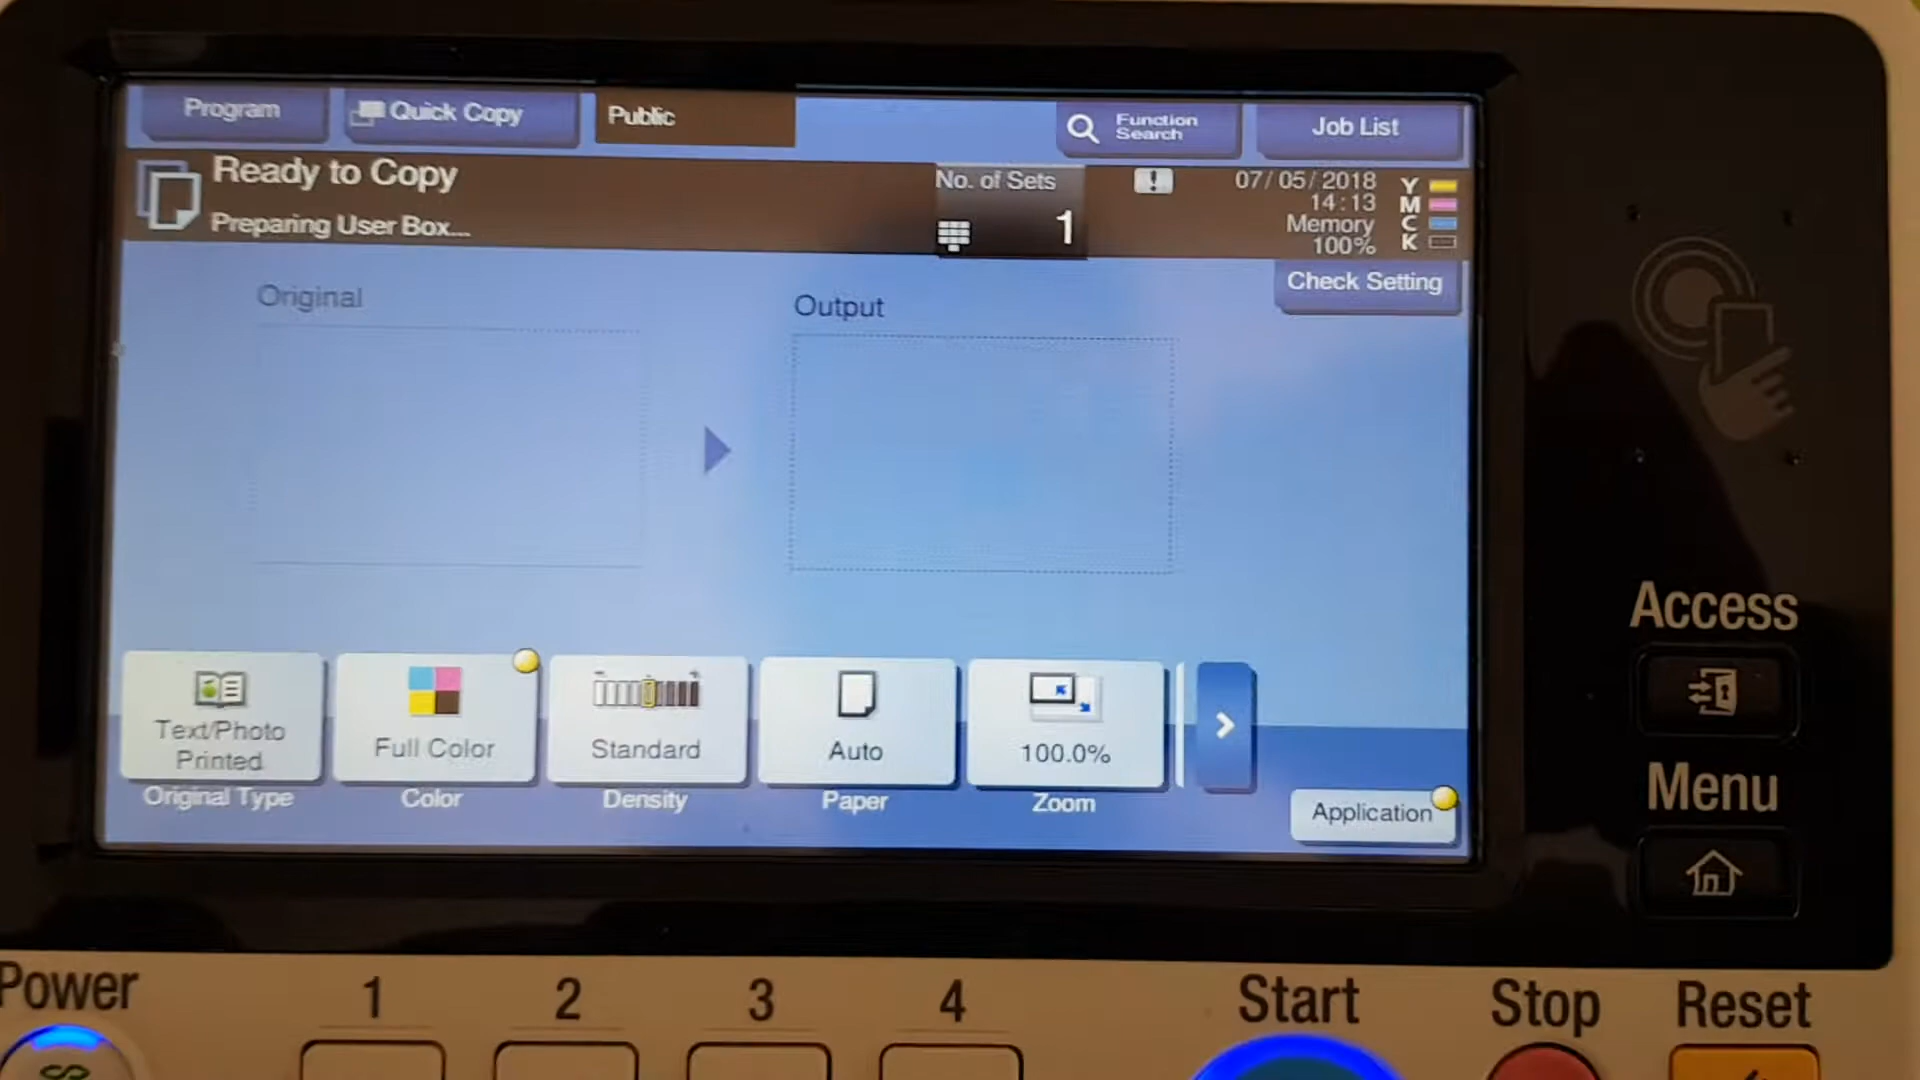 Program
Quick Copy
Public
Function
Search
Job List
Ready to Copy
Preparing User Box...
No. of Sets
1
07/05/2018
14:13
Memory
100%
Y
M
C
K
Check Setting
Original
Output
Text/Photo
Printed
Original Type
Full Color
Color
Standard
Density
Auto
Paper
100.0%
Zoom
Application
Access
Menu
Power
1
2
3
4
Start
Stop
Reset